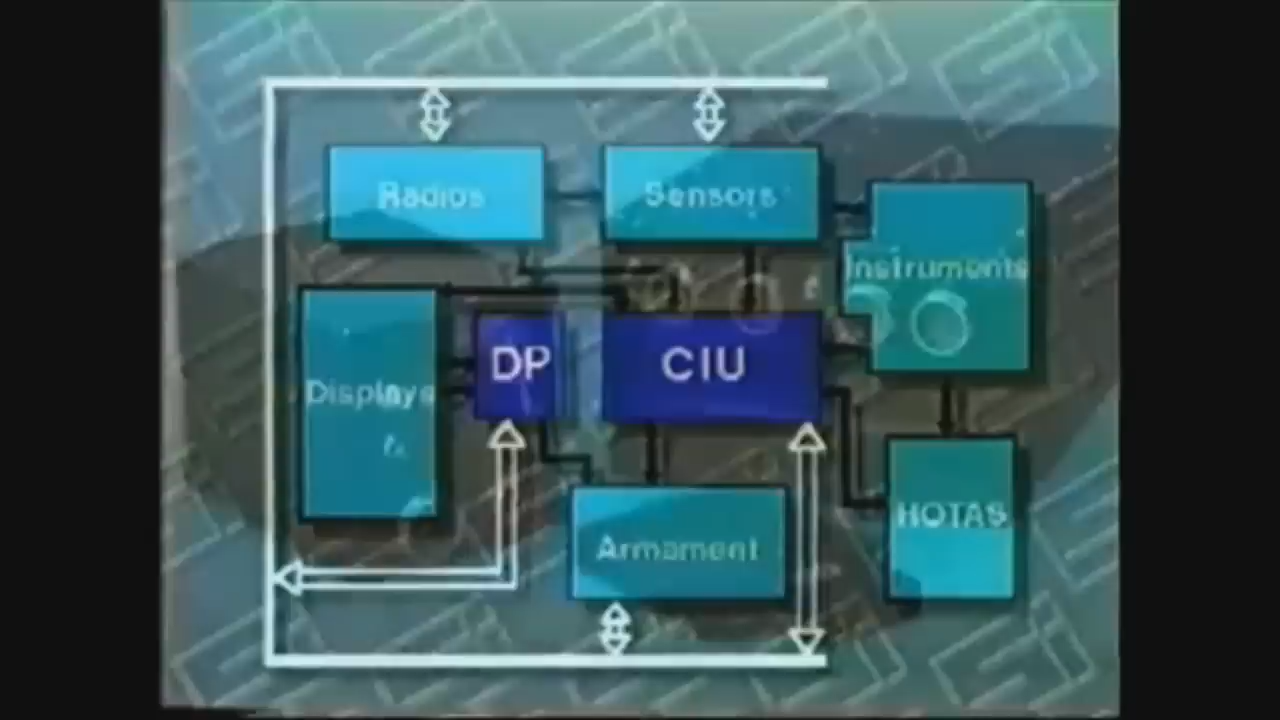 Radios
Sensors
Instruments
DP
CIU
Displays
HOTAS
Armament